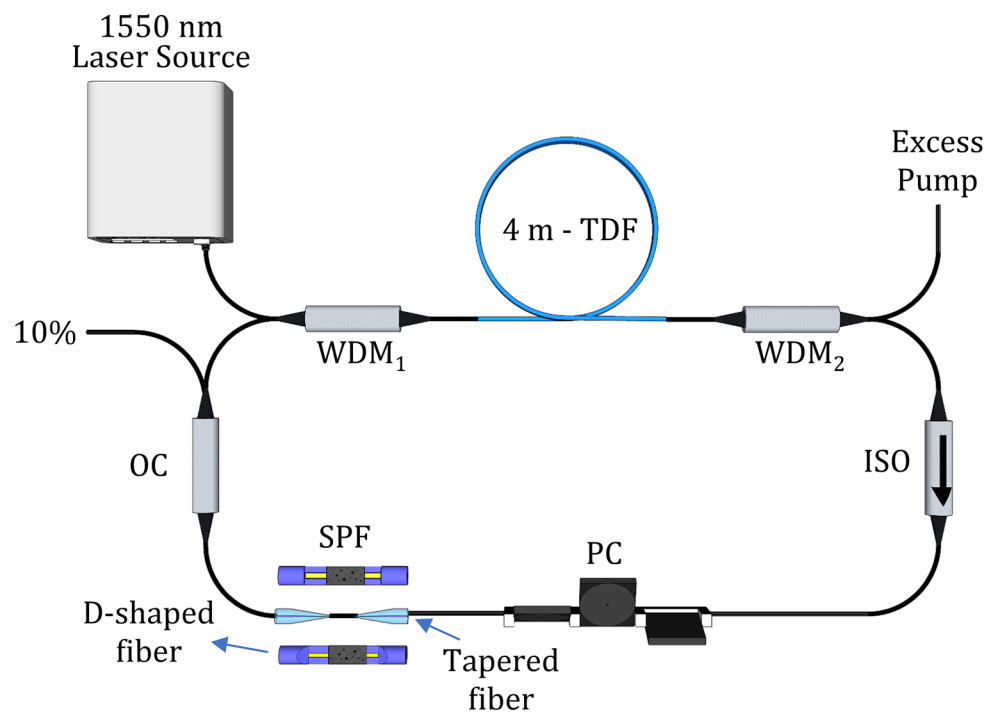 1550 nm
Laser Source
Excess
Pump
4 m - TDF
10%
WDM₁
WDM₂
OC
ISO
SPF
PC
D-shaped
fiber
Tapered
fiber